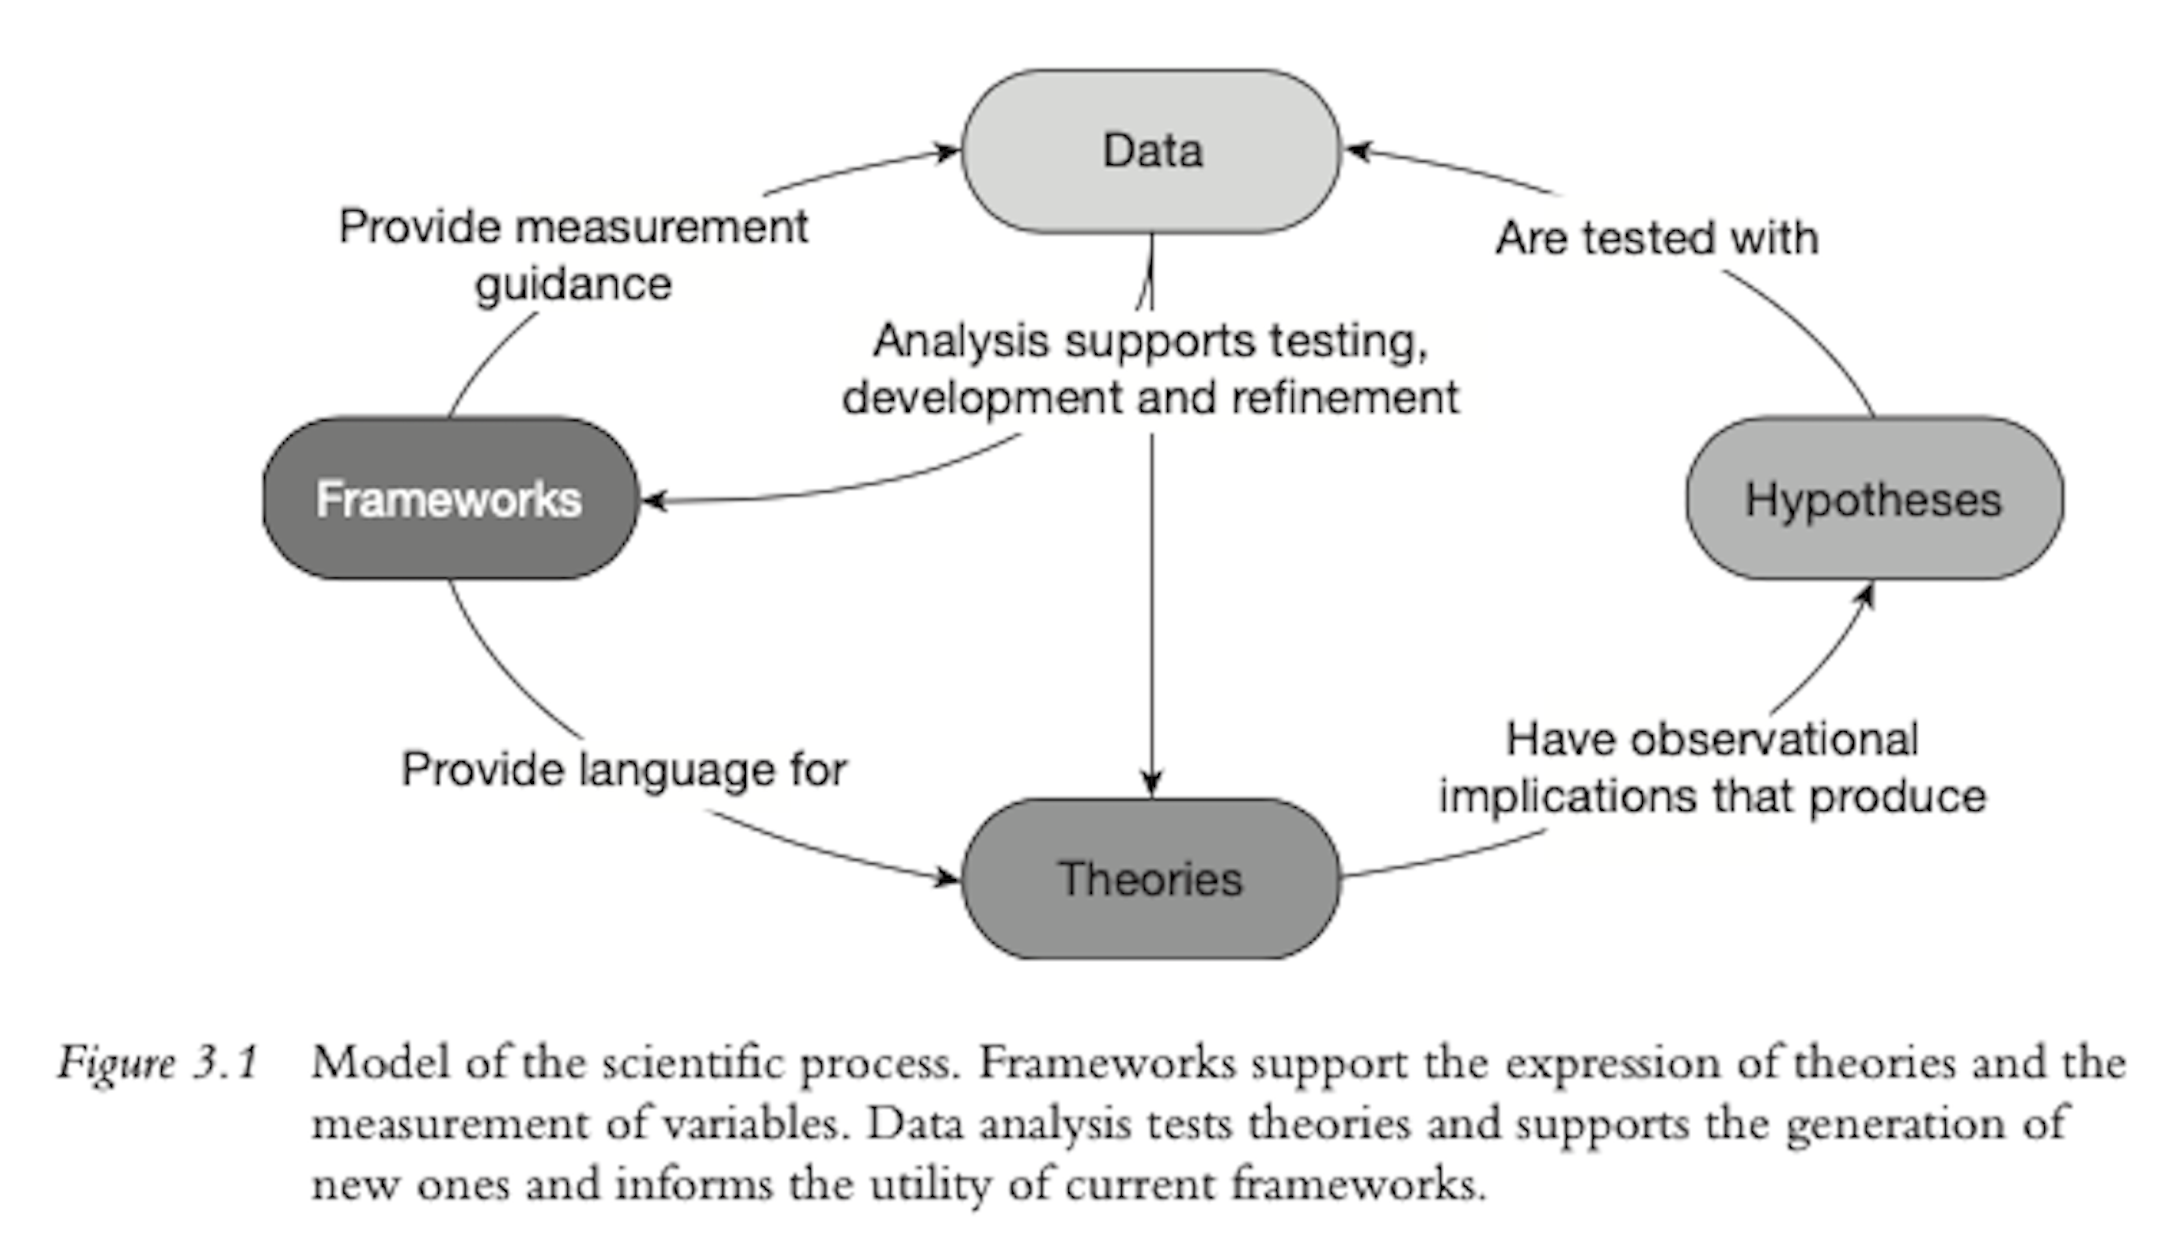 Data
Provide measurement
guidance
Are tested with
Analysis supports testing,
development and refinement
Frameworks
Hypotheses
Provide language for
Have observational
implications that produce
Theories
Figure 3.1 Model of the scientific process. Frameworks support the expression of theories and the
measurement of variables. Data analysis tests theories and supports the generation of
new ones and informs the utility of current frameworks.